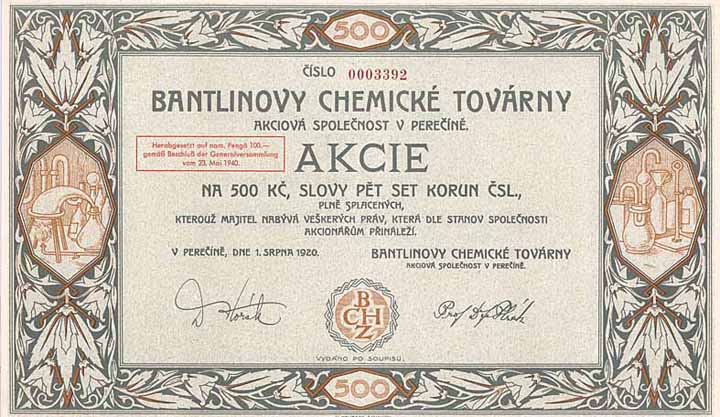 500
ČÍSLO 0003392
BANTLINOVY CHEMICKÉ TOVÁRNY
AKCIOVÁ SPOLEČNOST V PEREČÍNĚ.
Herabgesetzt auf nom. Pengő 100.—
gemäß Beschluß der Generalversammlung
vom 23. Mai 1940.
AKCIE
NA 500 KČ, SLOVY PĚT SET KORUN ČSL.,
PLNĚ SPLACENÝCH,
KTEROUŽ MAJITEL NABÝVÁ VEŠKERÝCH PRÁV, KTERÁ DLE STANOV SPOLEČNOSTI
AKCIONÁŘŮM PŘINÁLEŽÍ.
V PEREČÍNĚ, DNE 1. SRPNA 1920.
BANTLINOVY CHEMICKÉ TOVÁRNY
AKCIOVÁ SPOLEČNOST V PEREČÍNĚ.
B
CH
Z
VYDÁNO PO SOUPISU.
500